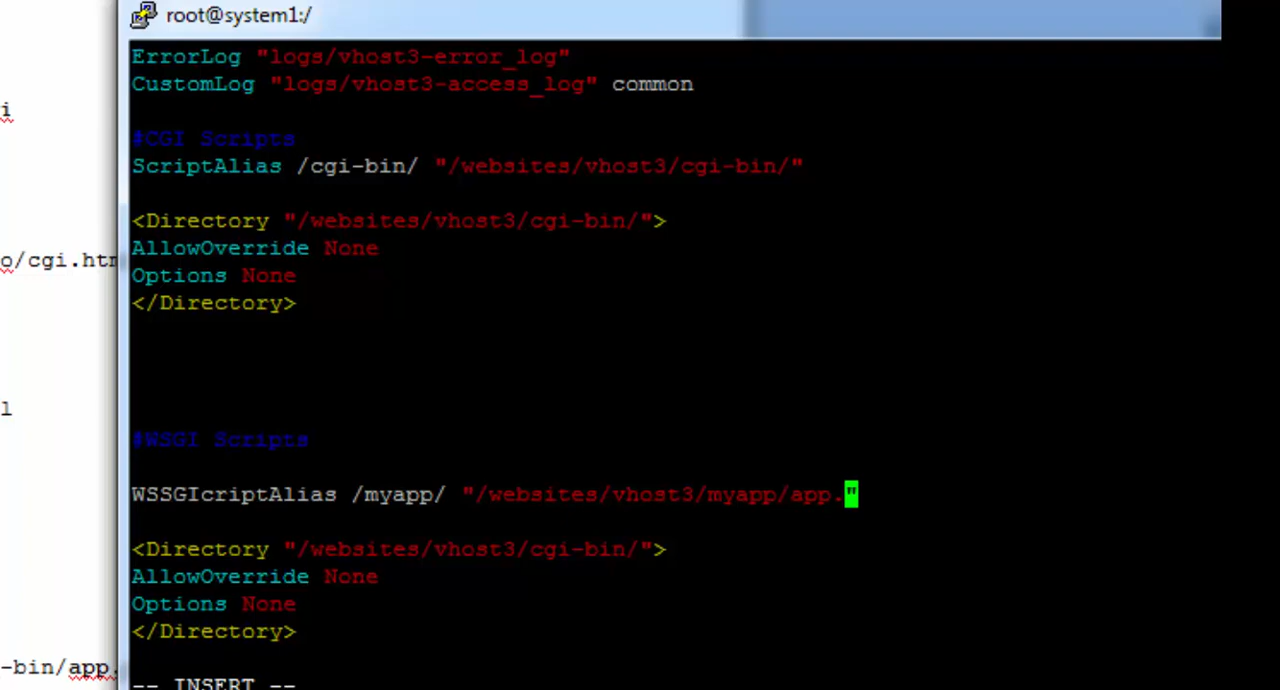 root@system1:/
ErrorLog "logs/vhost3-error_log"
CustomLog "logs/vhost3-access_log" common
i
#CGI Scripts
ScriptAlias /cgi-bin/ "/websites/vhost3/cgi-bin/"
<Directory "/websites/vhost3/cgi-bin/">
AllowOverride None
o/cgi.htm
Options None
</Directory>
l
#WSGI Scripts
WSSGIcriptAlias /myapp/ "/websites/vhost3/myapp/app."
<Directory "/websites/vhost3/cgi-bin/">
AllowOverride None
Options None
</Directory>
-bin/app.
-- INSERT --